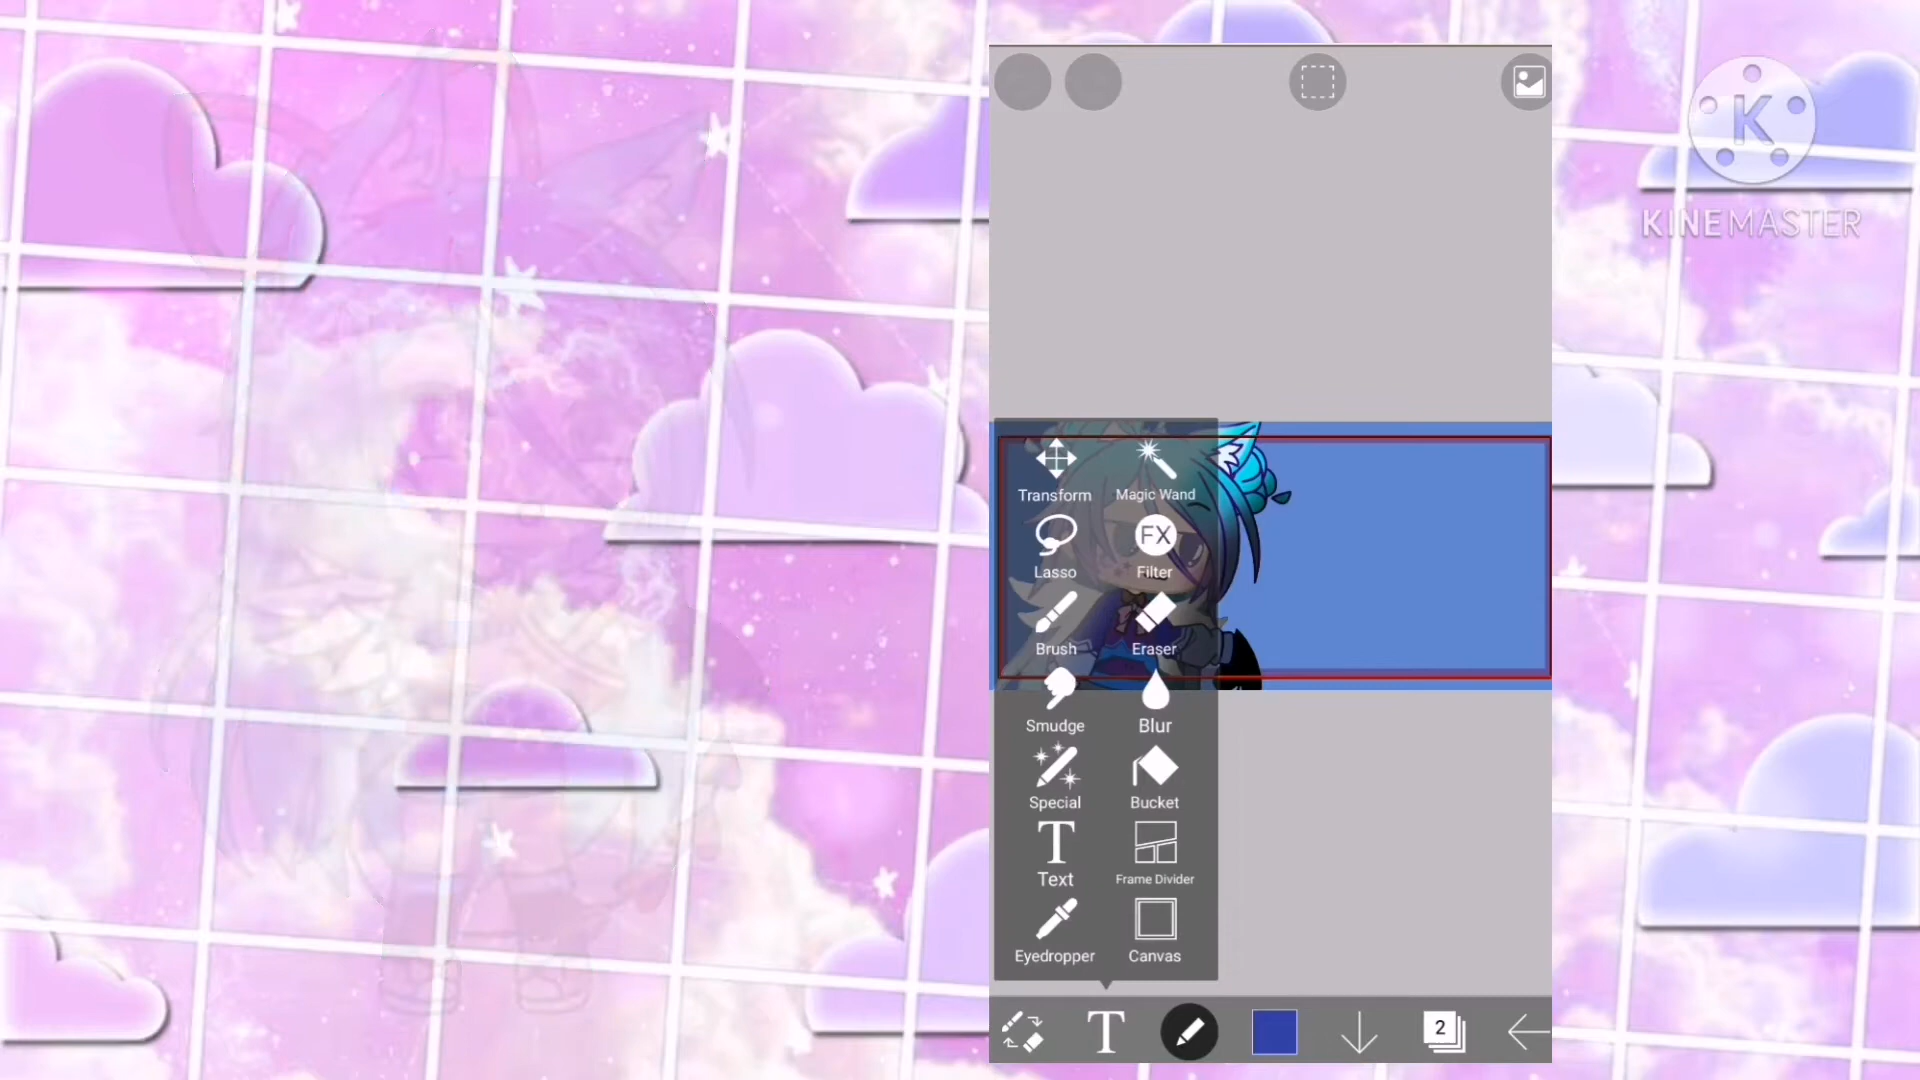 K
KINEMASTER
Transform Magic Wand
FX
Lasso Filter
Brush Eraser
Smudge Blur
Special Bucket
T
Text Frame Divider
Eyedropper Canvas
T 2